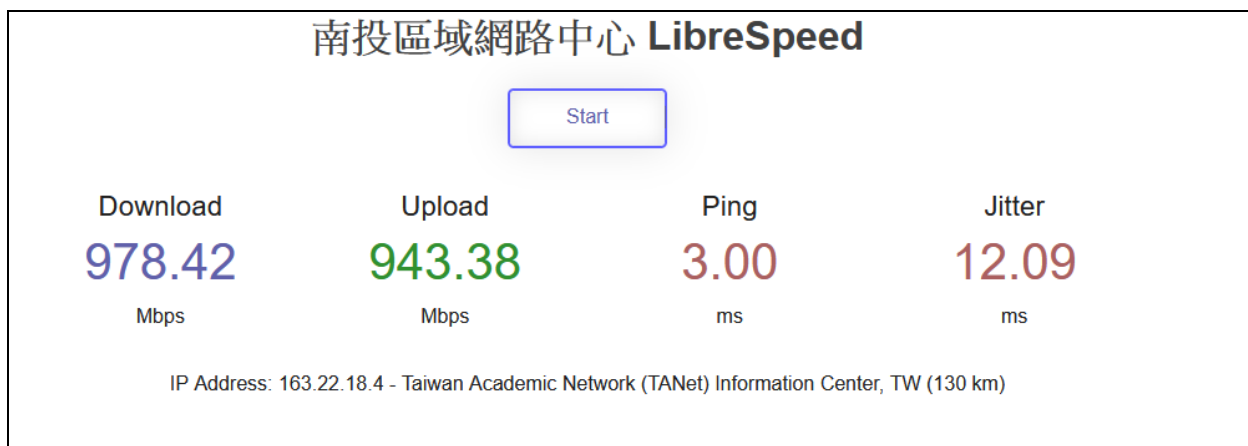 南投區域網路中心 LibreSpeed
Start
Download Upload Ping Jitter
978.42 943.38 3.00 12.09
Mbps Mbps ms ms
IP Address: 163.22.18.4 - Taiwan Academic Network (TANet) Information Center, TW (130 km)